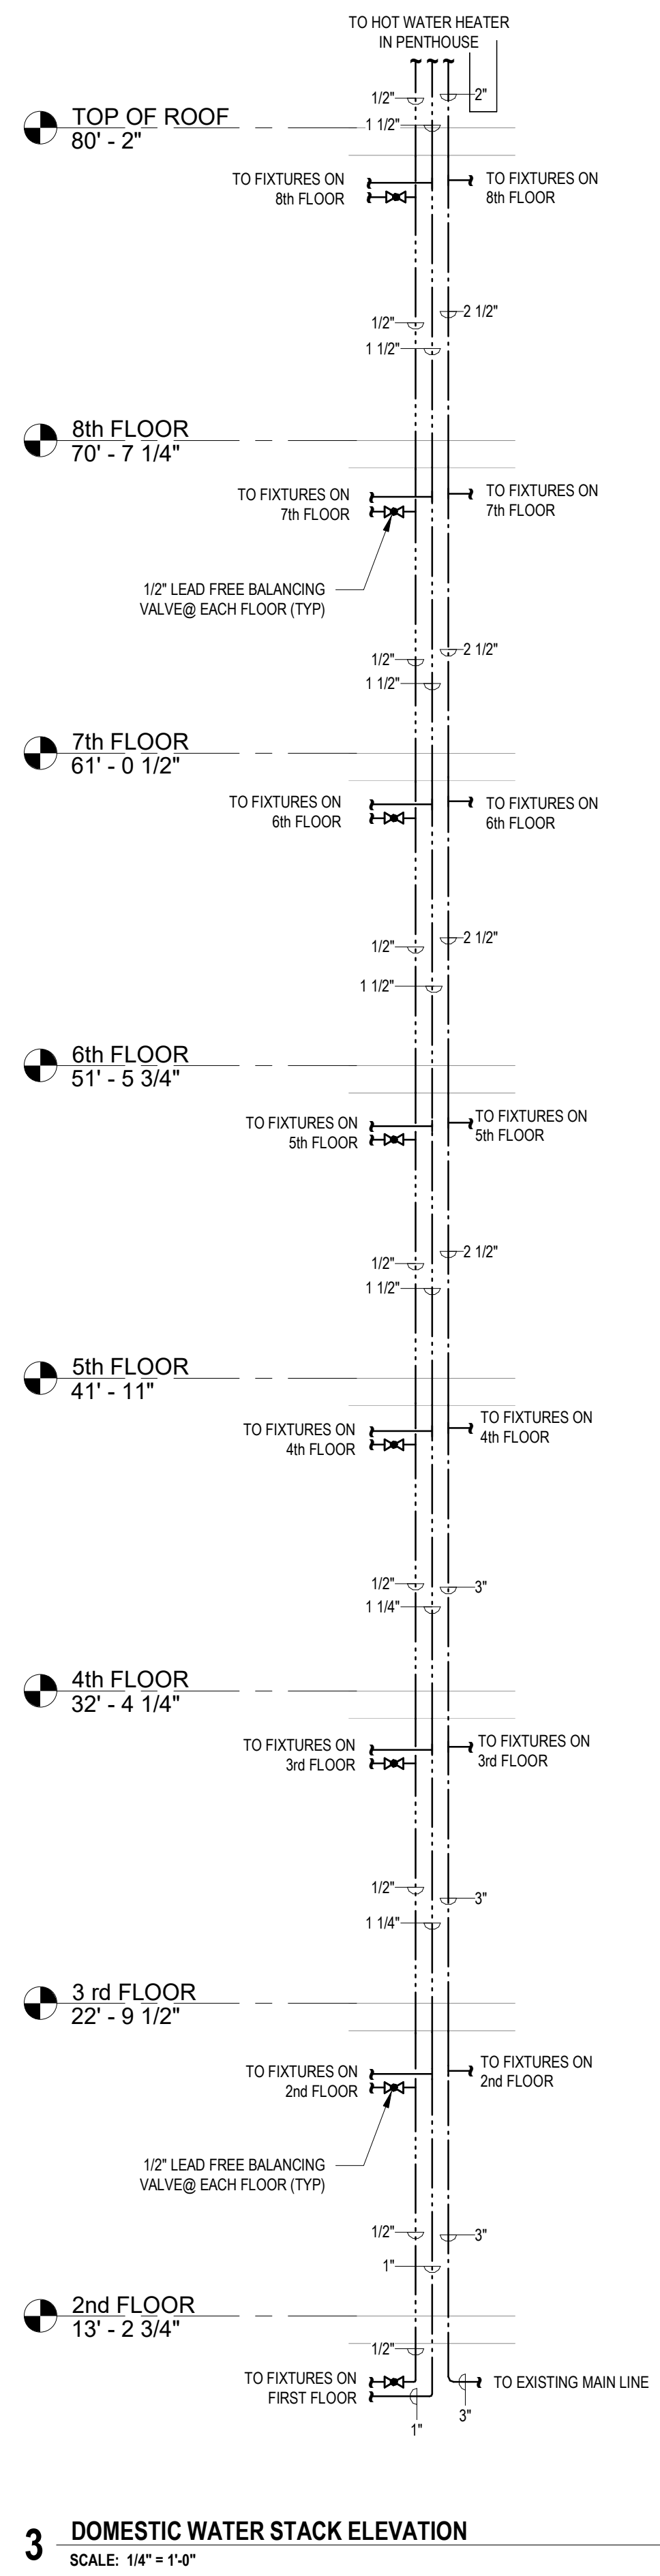 TO HOT WATER HEATER
IN PENTHOUSE
1/2"
2"
1 1/2"
TOP OF ROOF
80' - 2"
TO FIXTURES ON
8th FLOOR
TO FIXTURES ON
8th FLOOR
2 1/2"
1/2"
1 1/2"
8th FLOOR
70' - 7 1/4"
TO FIXTURES ON
7th FLOOR
TO FIXTURES ON
7th FLOOR
1/2" LEAD FREE BALANCING
VALVE@ EACH FLOOR (TYP)
2 1/2"
1/2"
1 1/2"
7th FLOOR
61' - 0 1/2"
TO FIXTURES ON
6th FLOOR
TO FIXTURES ON
6th FLOOR
2 1/2"
1/2"
1 1/2"
6th FLOOR
51' - 5 3/4"
TO FIXTURES ON
5th FLOOR
TO FIXTURES ON
5th FLOOR
2 1/2"
1/2"
1 1/2"
5th FLOOR
41' - 11"
TO FIXTURES ON
4th FLOOR
TO FIXTURES ON
4th FLOOR
1/2"
3"
1 1/4"
4th FLOOR
32' - 4 1/4"
TO FIXTURES ON
3rd FLOOR
TO FIXTURES ON
3rd FLOOR
1/2"
3"
1 1/4"
3 rd FLOOR
22' - 9 1/2"
TO FIXTURES ON
2nd FLOOR
TO FIXTURES ON
2nd FLOOR
1/2" LEAD FREE BALANCING
VALVE@ EACH FLOOR (TYP)
1/2"
3"
1"
2nd FLOOR
13' - 2 3/4"
1/2"
TO FIXTURES ON
FIRST FLOOR
TO EXISTING MAIN LINE
3"
1"
3 DOMESTIC WATER STACK ELEVATION
SCALE: 1/4" = 1'-0"